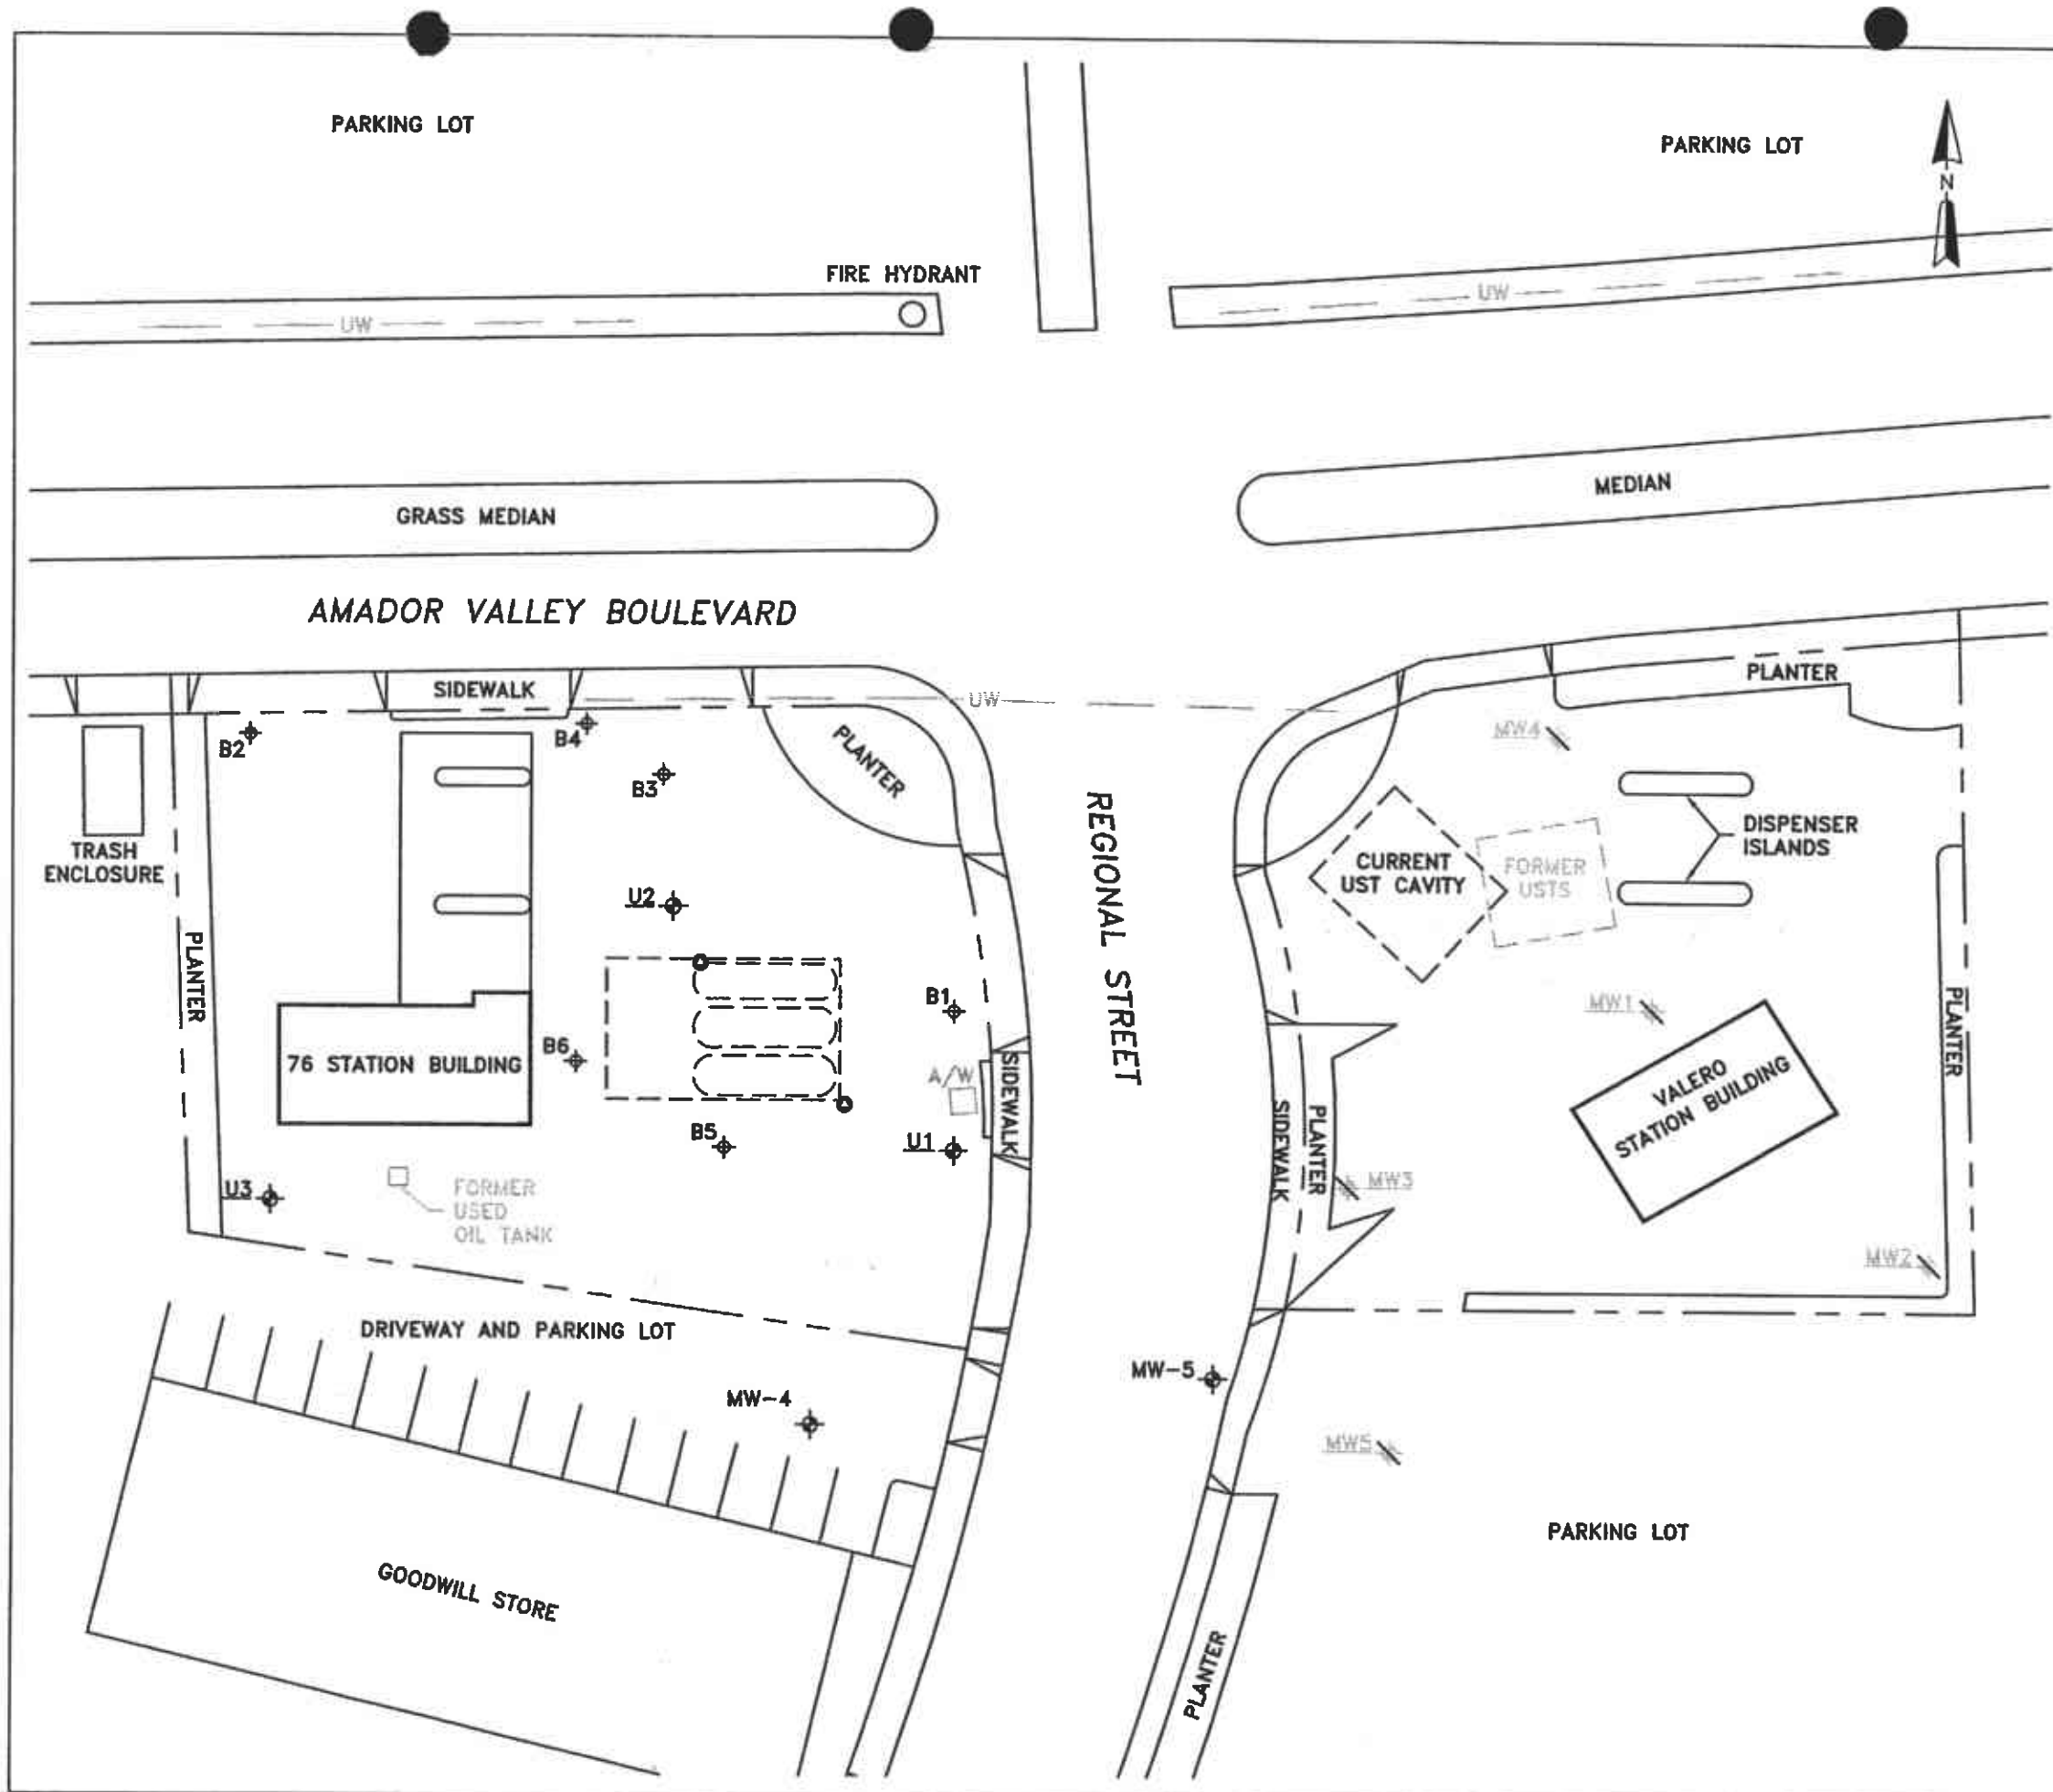 PARKING LOT
PARKING LOT
N
FIRE HYDRANT
UW
UW
GRASS MEDIAN
MEDIAN
AMADOR VALLEY BOULEVARD
SIDEWALK
UW
PLANTER
B2
B4
B3
PLANTER
MW4
TRASH
ENCLOSURE
REGIONAL STREET
CURRENT
UST CAVITY
FORMER
USTS
DISPENSER
ISLANDS
U2
PLANTER
B1
MW1
PLANTER
76 STATION BUILDING
B6
A/W
SIDEWALK
VALERO
STATION BUILDING
B5
U1
SIDEWALK
PLANTER
MW3
U3
FORMER
USED
OIL TANK
MW2
DRIVEWAY AND PARKING LOT
MW-4
MW-5
MW5
PARKING LOT
GOODWILL STORE
PLANTER